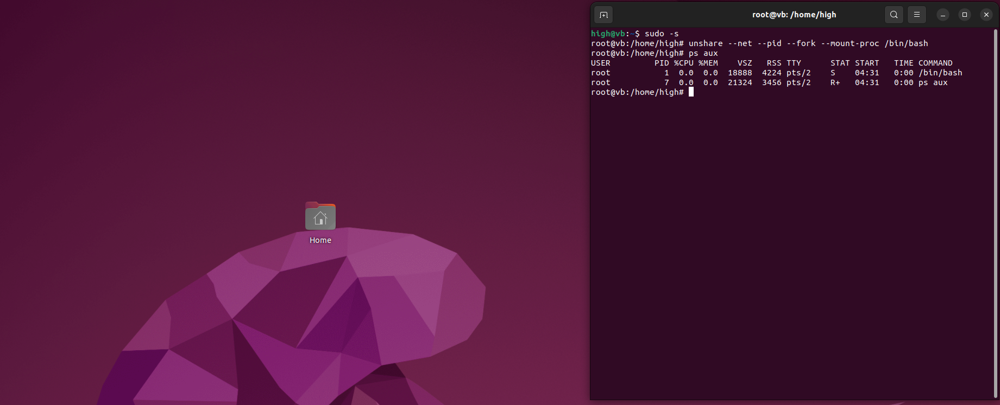 Home
root@vb: /home/high
high@vb:~$ sudo -s
root@vb:/home/high# unshare --net --pid --fork --mount-proc /bin/bash
root@vb:/home/high# ps aux
USER         PID %CPU %MEM    VSZ   RSS TTY      STAT START   TIME COMMAND
root           1  0.0  0.0  18888  4224 pts/2    S    04:31   0:00 /bin/bash
root           7  0.0  0.0  21324  3456 pts/2    R+   04:31   0:00 ps aux
root@vb:/home/high#